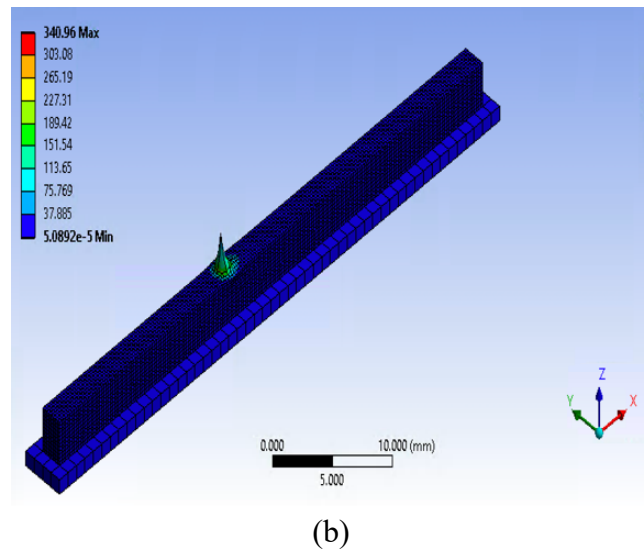 340.96 Max
303.08
265.19
227.31
189.42
151.54
113.65
75.769
37.885
5.0892e-5 Min
Z
Y X
0.000 10.000 (mm)
5.000
(b)